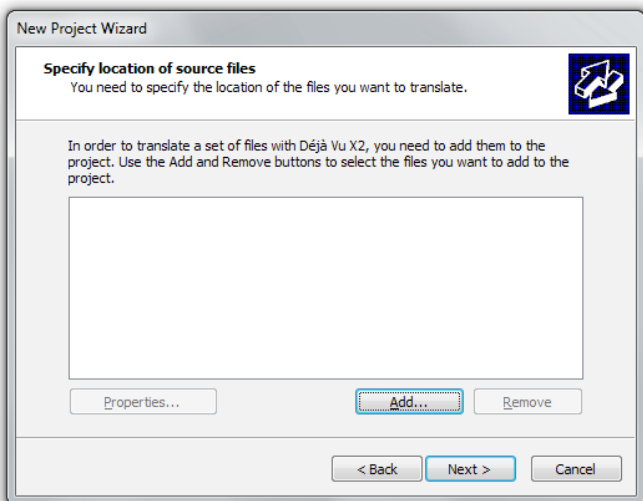 New Project Wizard
Specify location of source files
You need to specify the location of the files you want to translate.
In order to translate a set of files with Déjà Vu X2, you need to add them to the
project. Use the Add and Remove buttons to select the files you want to add to the
project.
Properties... Add... Remove
< Back Next > Cancel